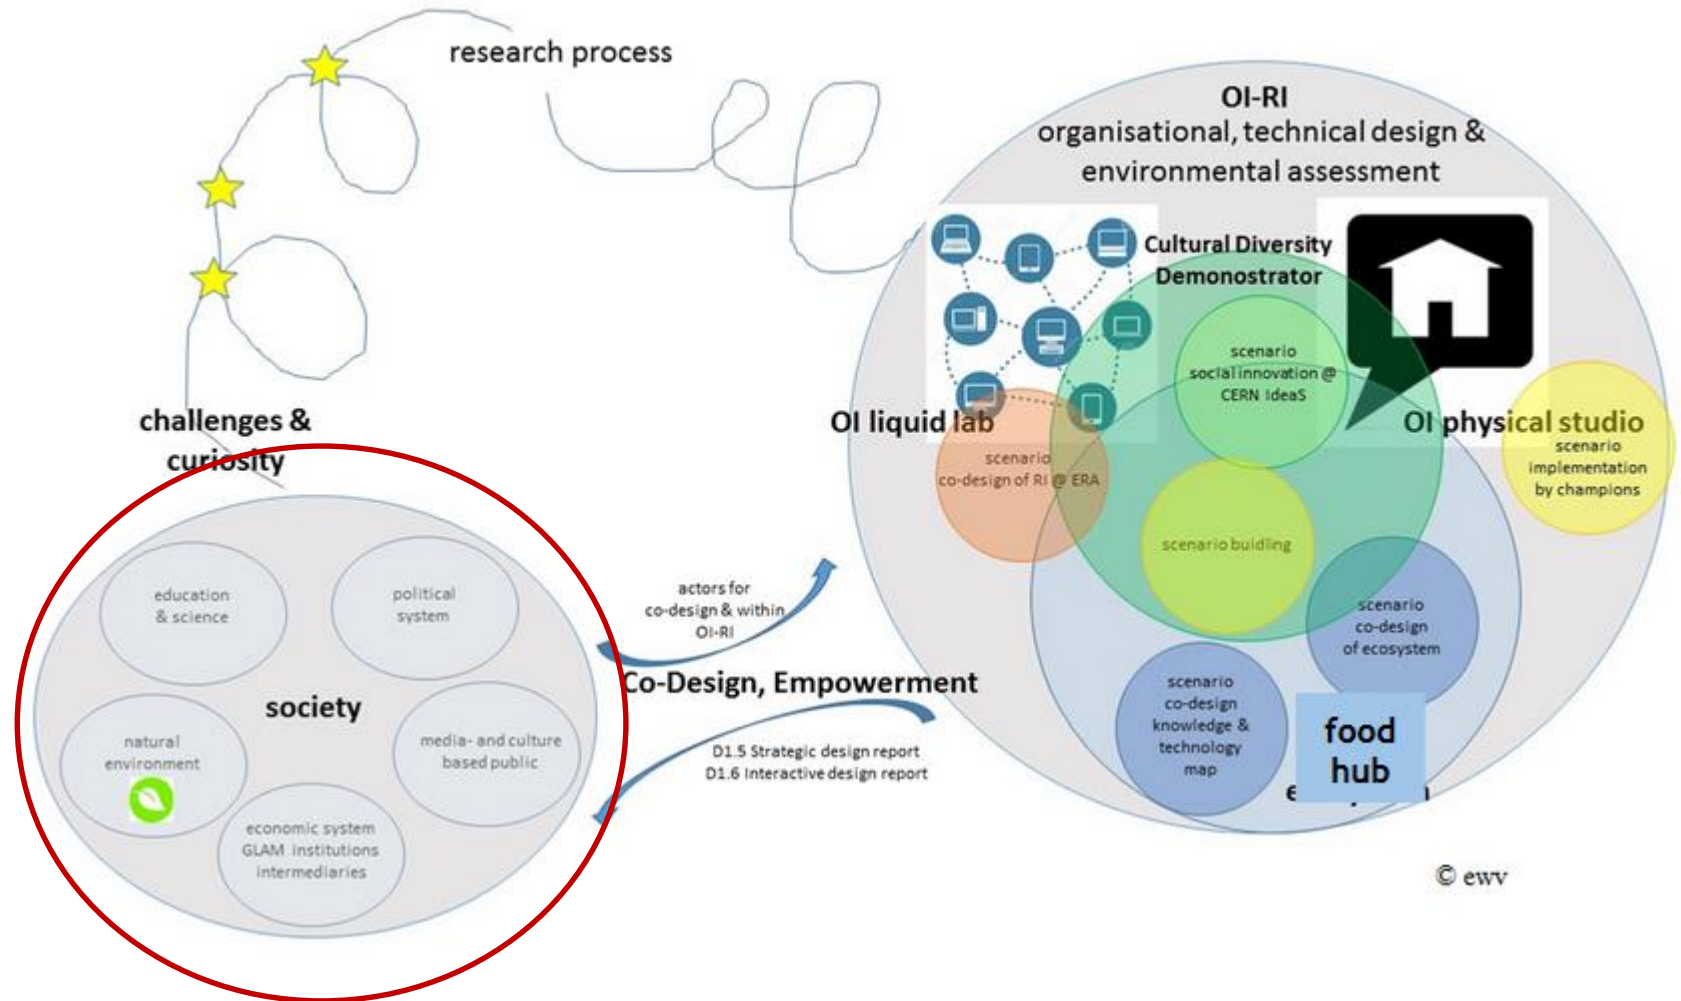 research process
OI-RI
organisational, technical design &
environmental assessment
Cultural Diversity
Demonostrator
scenario
social innovation @
CERN IdeaS
OI liquid lab
OI physical studio
scenario
co-design of RI @ ERA
scenario
implementation
by champions
scenario buidling
scenario
co-design
of ecosystem
scenario
co-design
knowledge &
technology
map
food
hub
challenges &
curiosity
education
& science
political
system
society
natural
environment
media- and culture
based public
economic system
GLAM institutions
intermediaries
actors for
co-design & within
OI-RI
Co-Design, Empowerment
D1.5 Strategic design report
D1.6 Interactive design report
© ewv